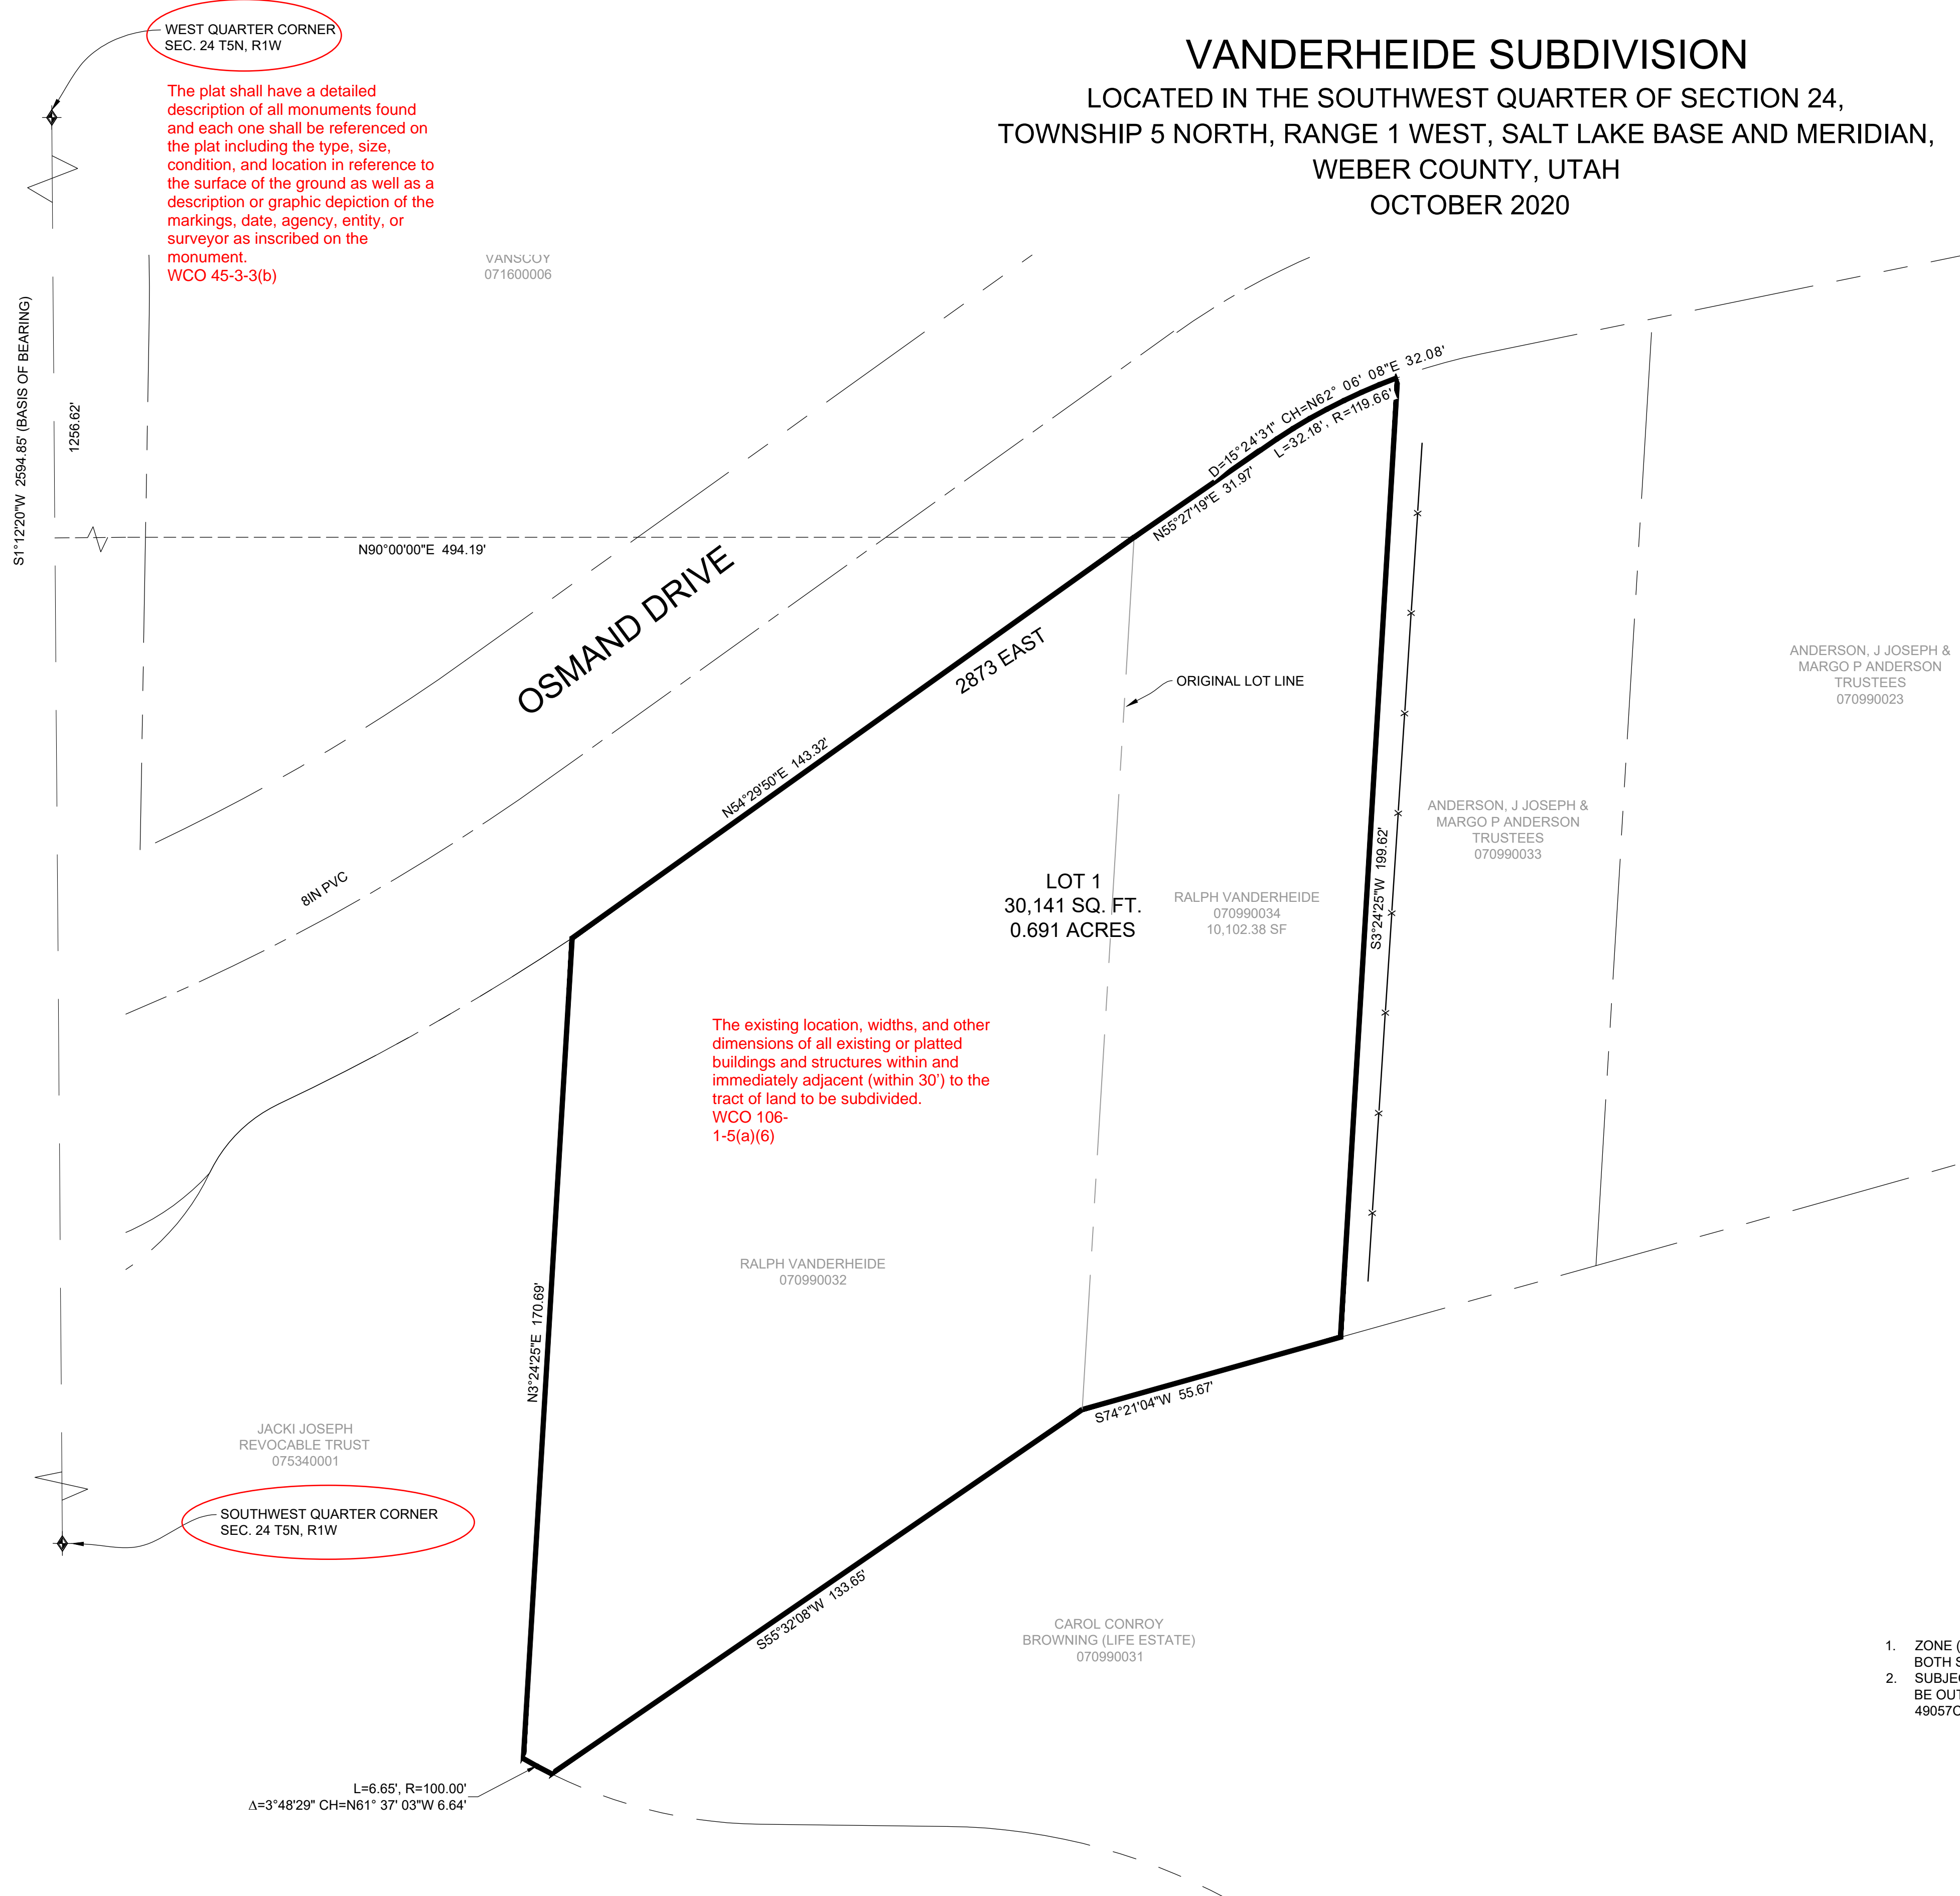 VANDERHEIDE SUBDIVISION
LOCATED IN THE SOUTHWEST QUARTER OF SECTION 24,
TOWNSHIP 5 NORTH, RANGE 1 WEST, SALT LAKE BASE AND MERIDIAN,
WEBER COUNTY, UTAH
OCTOBER 2020
WEST QUARTER CORNER
SEC. 24 T5N, R1W
The plat shall have a detailed
description of all monuments found
and each one shall be referenced on
the plat including the type, size,
condition, and location in reference to
the surface of the ground as well as a
description or graphic depiction of the
markings, date, agency, entity, or
surveyor as inscribed on the
monument.
WCO 45-3-3(b)
VANSCOY
071600006
S1°12'20"W 2594.85' (BASIS OF BEARING)
1256.62'
N90°00'00"E 494.19'
D=15°24'31" CH=N62° 06' 08"E 32.08'
L=32.18', R=119.66'
N55°27'19"E 31.97'
OSMAND DRIVE
2873 EAST
ORIGINAL LOT LINE
ANDERSON, J JOSEPH &
MARGO P ANDERSON
TRUSTEES
070990023
N54°29'50"E 143.32'
8IN PVC
ANDERSON, J JOSEPH &
MARGO P ANDERSON
TRUSTEES
070990033
S3°24'25"W 199.62'
LOT 1
30,141 SQ. FT.
0.691 ACRES
RALPH VANDERHEIDE
070990034
10,102.38 SF
The existing location, widths, and other
dimensions of all existing or platted
buildings and structures within and
immediately adjacent (within 30') to the
tract of land to be subdivided.
WCO 106-
1-5(a)(6)
RALPH VANDERHEIDE
070990032
N3°24'25"E 170.69'
S74°21'04"W 55.67'
JACKI JOSEPH
REVOCABLE TRUST
075340001
SOUTHWEST QUARTER CORNER
SEC. 24 T5N, R1W
S55°32'08"W 133.65'
CAROL CONROY
BROWNING (LIFE ESTATE)
070990031
1. ZONE (
BOTH S
2. SUBJE
BE OUT
49057C
L=6.65', R=100.00'
Δ=3°48'29" CH=N61° 37' 03"W 6.64'